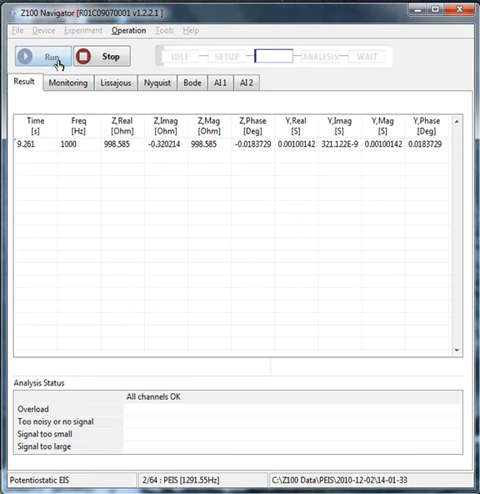 Z100 Navigator [R01C09070001 v1.2.2.1 ]
File Device Experiment Operation Tools Help
Run Stop IDLE SETUP ANALYSIS WAIT
Result Monitoring Lissajous Nyquist Bode AI 1 AI 2
Time Freq Z,Real Z,Imag Z,Mag Z,Phase Y,Real Y,Imag Y,Mag Y,Phase
[s] [Hz] [Ohm] [Ohm] [Ohm] [Deg] [S] [S] [S] [Deg]
9.261 1000 998.585 -0.320214 998.585 -0.0183729 0.00100142 321.122E-9 0.00100142 0.0183729
Analysis Status
All channels OK
Overload
Too noisy or no signal
Signal too small
Signal too large
Potentiostatic EIS 2/64 : PEIS [1291.55Hz] C:\Z100 Data\PEIS\2010-12-02\14-01-33